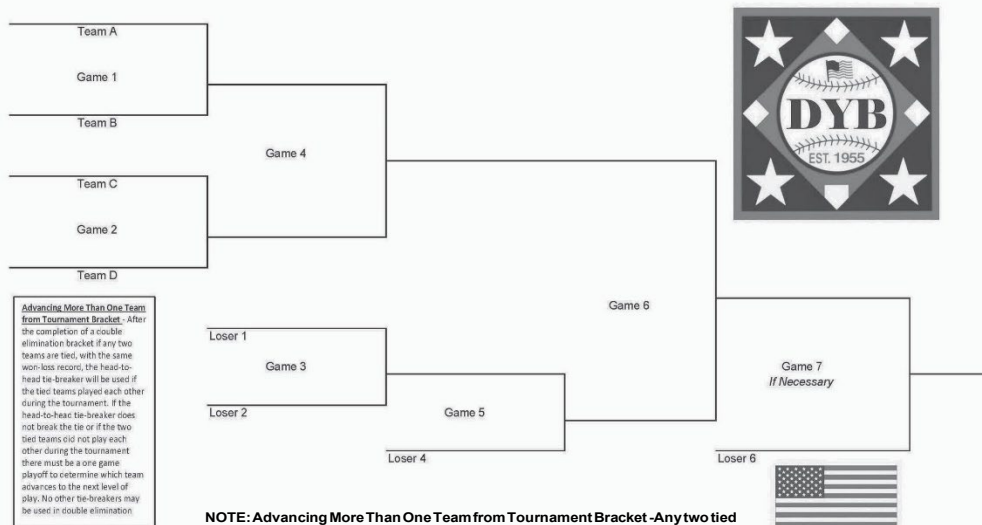 Team A
Game 1
Team B
Game 4
Team C
Game 2
Team D
DYB
EST. 1955
Advancing More Than One Team
from Tournament Bracket - After
the completion of a double
elimination bracket if any two
teams are tied, with the same
won-loss record, the head-to-
head tie-breaker will be used if
the tied teams played each other
during the tournament. If the
head-to-head tie-breaker does
not break the tie or if the two
tied teams did not play each
other during the tournament
there must be a one game
playoff to determine which team
advances to the next level of
play. No other tie-breakers may
be used in double elimination
Game 6
Loser 1
Game 3
Loser 2
Game 5
Loser 4
Game 7
If Necessary
Loser 6
NOTE: Advancing More Than One Team from Tournament Bracket -Any two tied